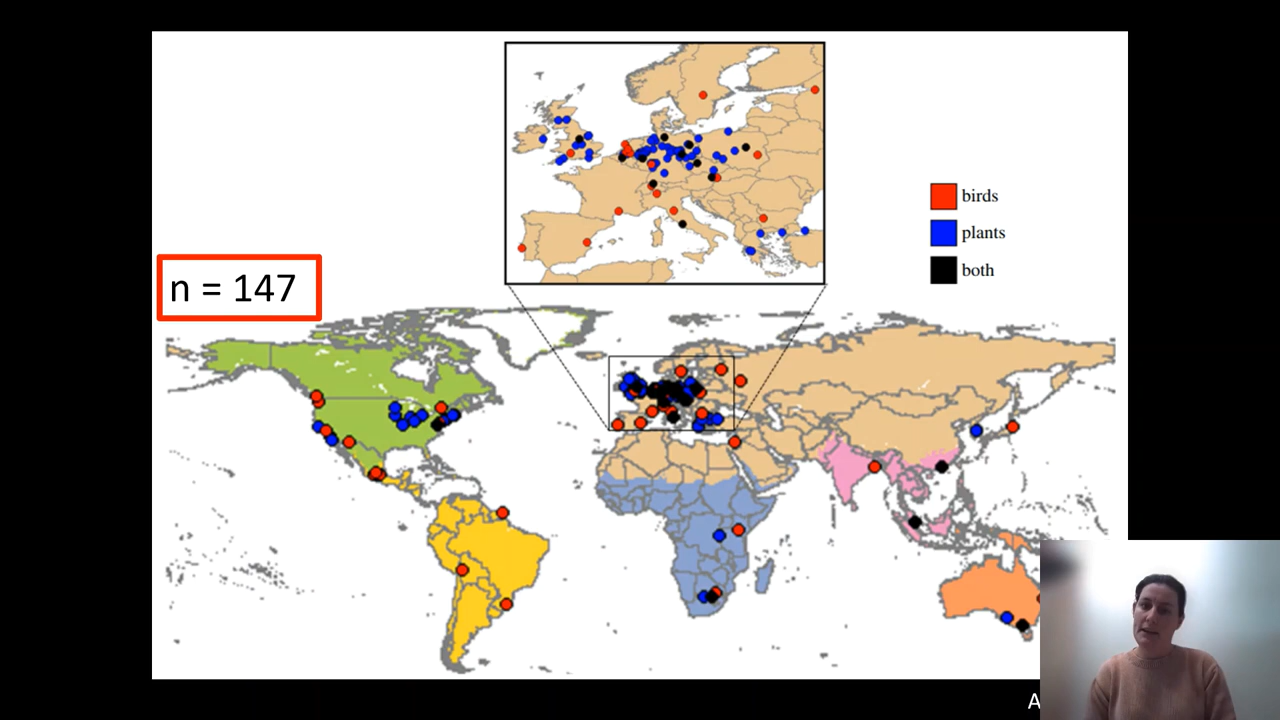 birds
plants
both
n = 147
A